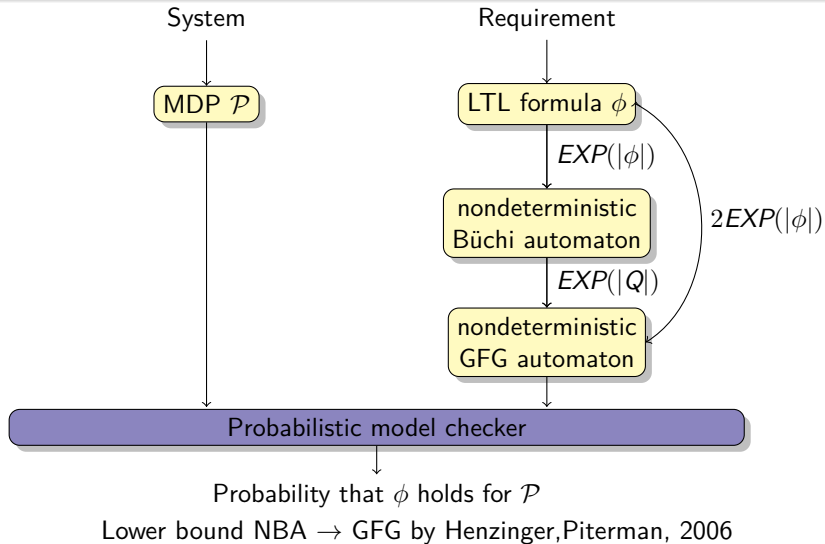 System
Requirement
MDP 𝒫
LTL formula ϕ
EXP(|ϕ|)
nondeterministic
Büchi automaton
2EXP(|ϕ|)
EXP(|Q|)
nondeterministic
GFG automaton
Probabilistic model checker
Probability that ϕ holds for 𝒫
Lower bound NBA → GFG by Henzinger,Piterman, 2006